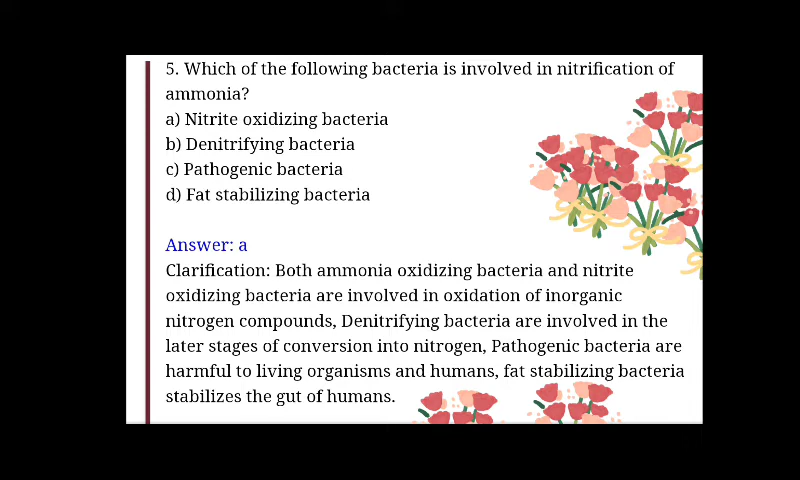 5. Which of the following bacteria is involved in nitrification of
ammonia?
a) Nitrite oxidizing bacteria
b) Denitrifying bacteria
c) Pathogenic bacteria
d) Fat stabilizing bacteria
Answer: a
Clarification: Both ammonia oxidizing bacteria and nitrite
oxidizing bacteria are involved in oxidation of inorganic
nitrogen compounds, Denitrifying bacteria are involved in the
later stages of conversion into nitrogen, Pathogenic bacteria are
harmful to living organisms and humans, fat stabilizing bacteria
stabilizes the gut of humans.